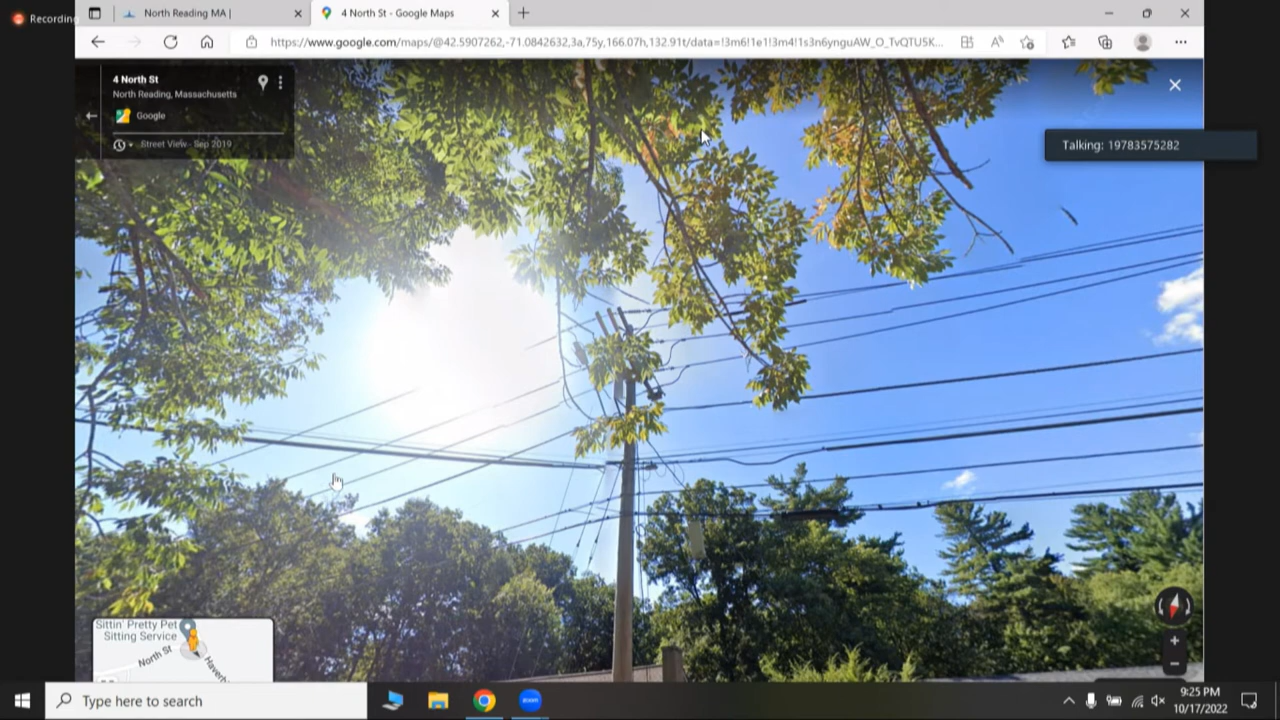 Recording
North Reading MA |
4 North St - Google Maps
https://www.google.com/maps/@42.5907262,-71.0842632,3a,75y,166.07h,132.91t/data=!3m6!1e1!3m4!1s3n6ynguAW_O_TvQTU5K...
4 North St
North Reading, Massachusetts
Google
Street View - Sep 2019
Talking: 19783575282
Sittin' Pretty Pet
Sitting Service
North St
Haverh
Type here to search
zoom
9:25 PM
10/17/2022